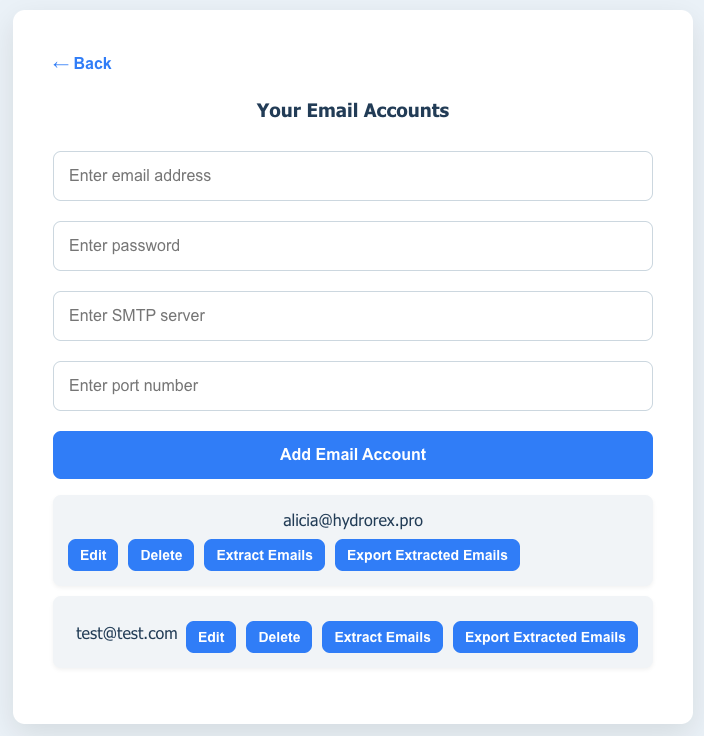 ← Back
Your Email Accounts
Enter email address
Enter password
Enter SMTP server
Enter port number
Add Email Account
alicia@hydrorex.pro
Edit Delete Extract Emails Export Extracted Emails
test@test.com Edit Delete Extract Emails Export Extracted Emails